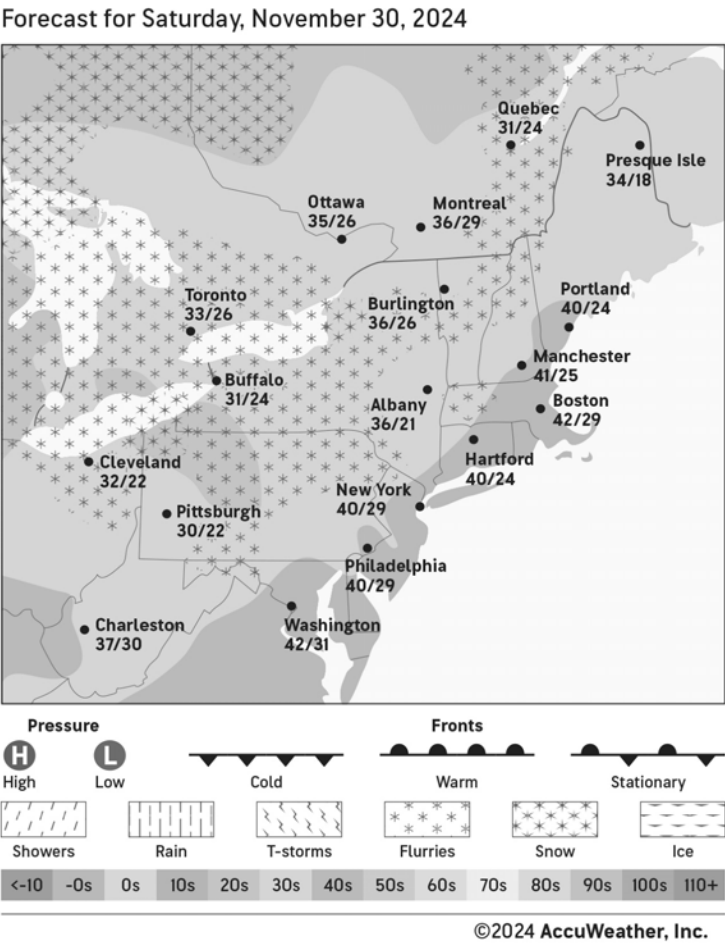 Forecast for Saturday, November 30, 2024
Quebec
31/24
Presque Isle
34/18
Ottawa
35/26
Montreal
36/29
Toronto
33/26
Burlington
36/26
Portland
40/24
Manchester
41/25
Buffalo
31/24
Albany
36/21
Boston
42/29
Cleveland
32/22
Hartford
40/24
New York
40/29
Pittsburgh
30/22
Philadelphia
40/29
Charleston
37/30
Washington
42/31
Pressure
Fronts
H
L
High
Low
Cold
Warm
Stationary
Showers
Rain
T-storms
Flurries
Snow
Ice
<-10 -0s 0s 10s 20s 30s 40s 50s 60s 70s 80s 90s 100s 110+
©2024 AccuWeather, Inc.